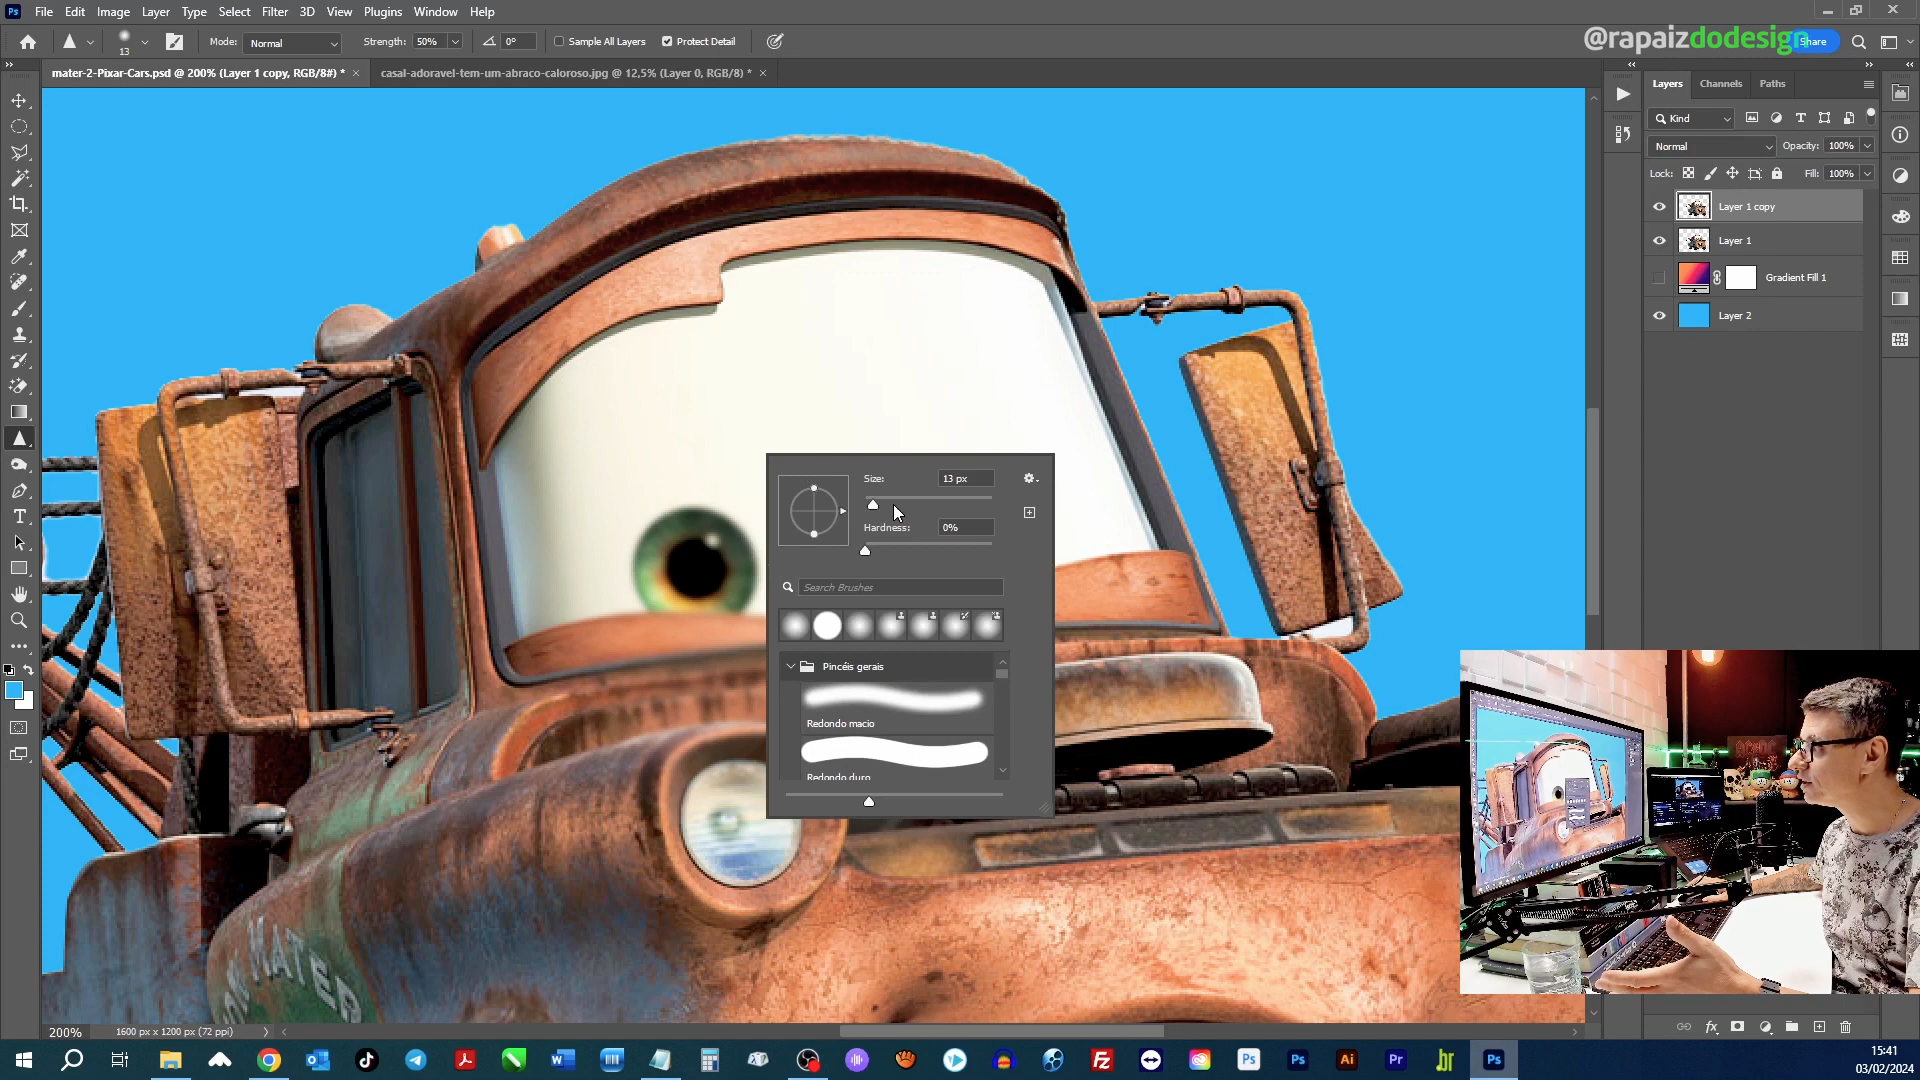 File Edit Image Layer Type Select Filter 3D View Plugins Window Help
13 Mode: Normal Strength: 50% 0° Sample All Layers Protect Detail
@rapaizdodesign Share
mater-2-Pixar-Cars.psd @ 200% (Layer 1 copy, RGB/8#) * casal-adoravel-tem-um-abraco-caloroso.jpg @ 12,5% (Layer 0, RGB/8) *
Layers Channels Paths
Kind
Normal Opacity: 100%
Lock: Fill: 100%
Layer 1 copy
Layer 1
Gradient Fill 1
Layer 2
Size: 13 px
Hardness: 0%
Search Brushes
Pincéis gerais
Redondo macio
Redondo duro
MATER
200% 1600 px x 1200 px (72 ppi)
15:41
03/02/2024